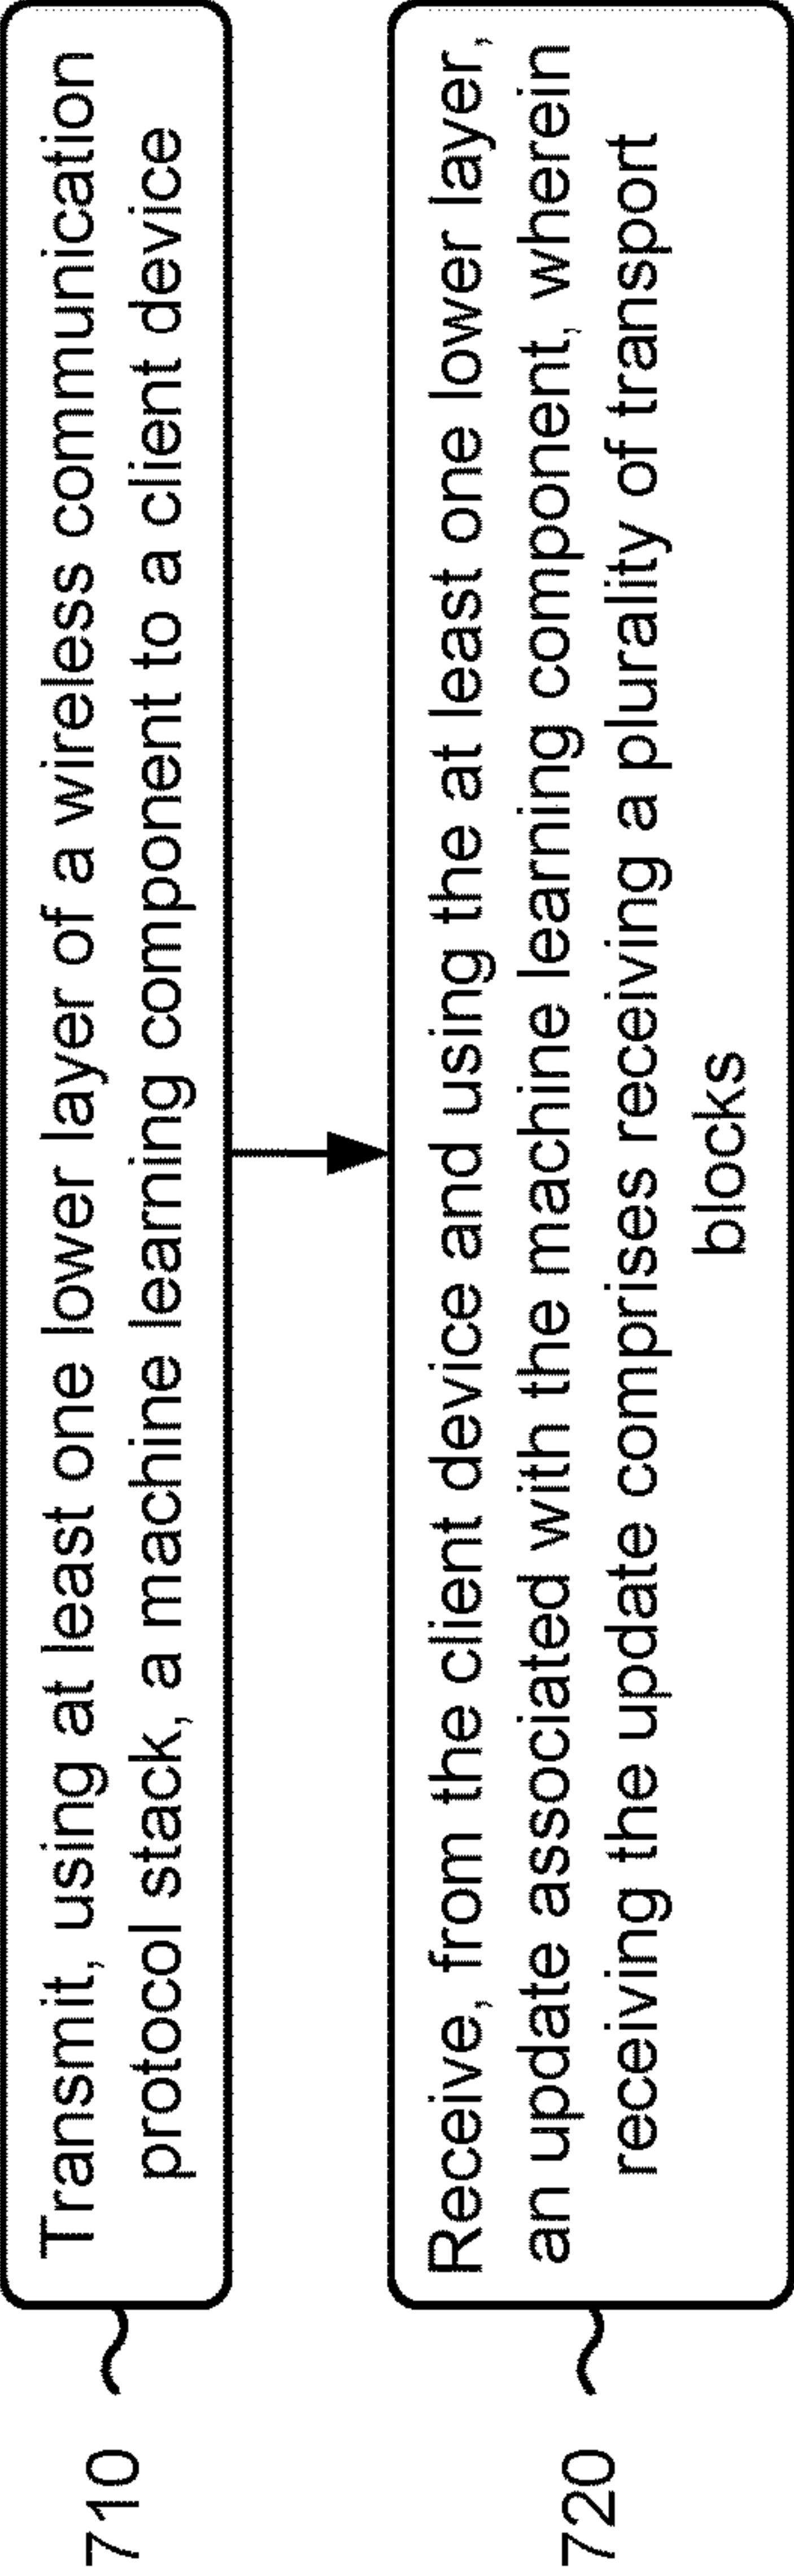 710
Transmit, using at least one lower layer of a wireless communication
protocol stack, a machine learning component to a client device
720
Receive, from the client device and using the at least one lower layer,
an update associated with the machine learning component, wherein
receiving the update comprises receiving a plurality of transport
blocks